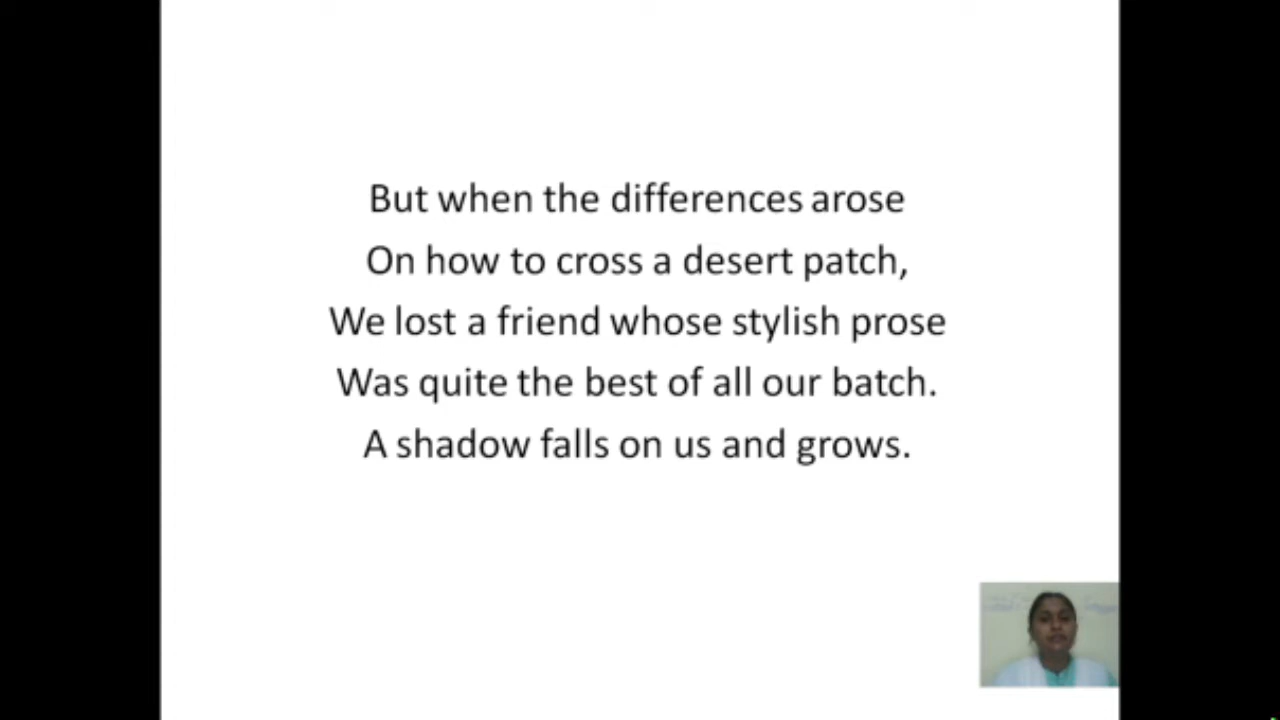 But when the differences arose
On how to cross a desert patch,
We lost a friend whose stylish prose
Was quite the best of all our batch.
A shadow falls on us and grows.